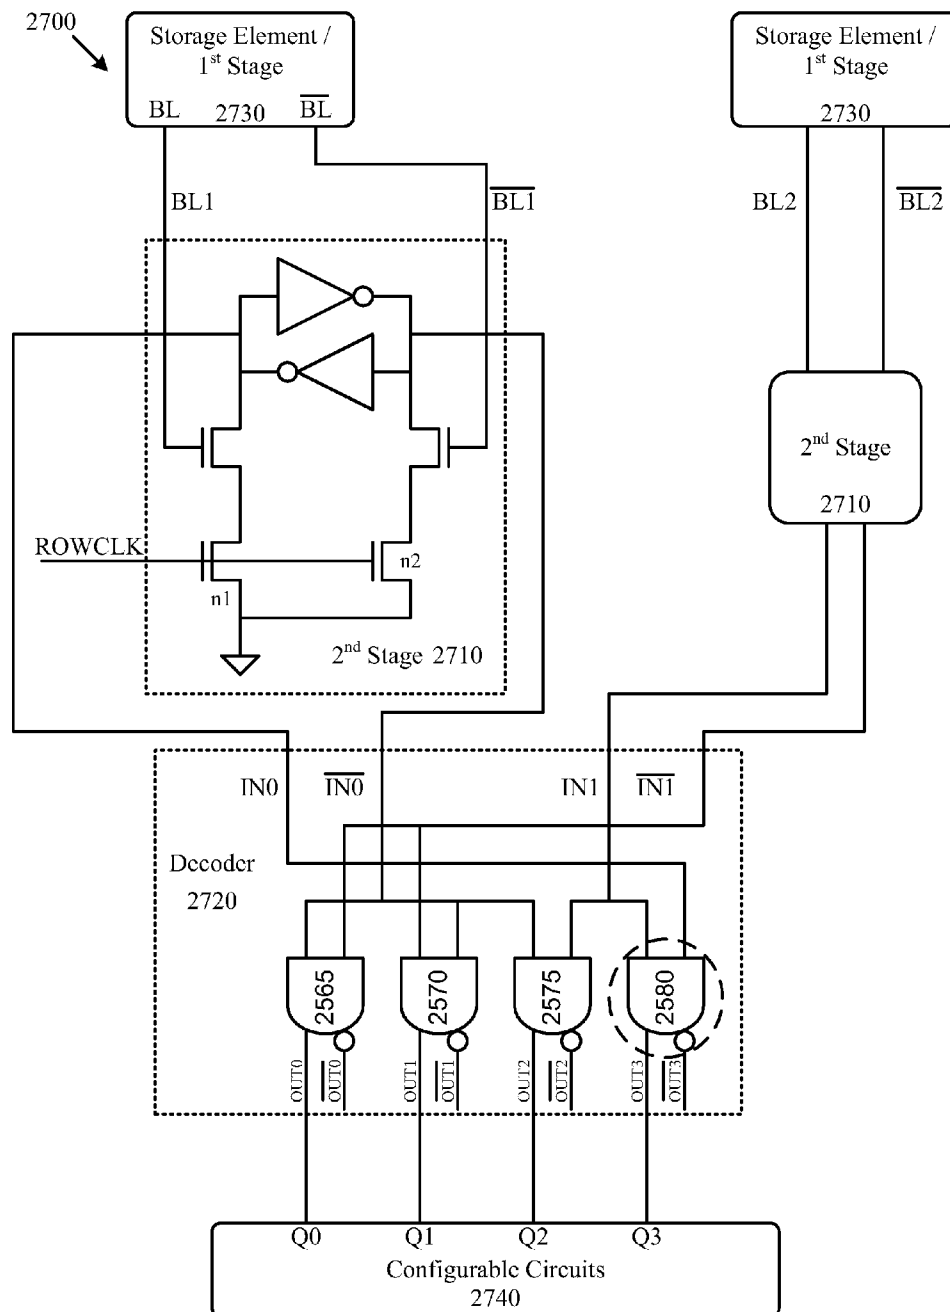 2700
Storage Element /
1st Stage
BL 2730 BL
Storage Element /
1st Stage
2730
BL1
BL1
BL2
BL2
2nd Stage
2710
ROWCLK
n1
n2
2nd Stage 2710
IN0
IN0
IN1
IN1
Decoder
2720
2565
2570
2575
2580
OUT0
OUT0
OUT1
OUT1
OUT2
OUT2
OUT3
OUT3
Q0
Q1
Q2
Q3
Configurable Circuits
2740